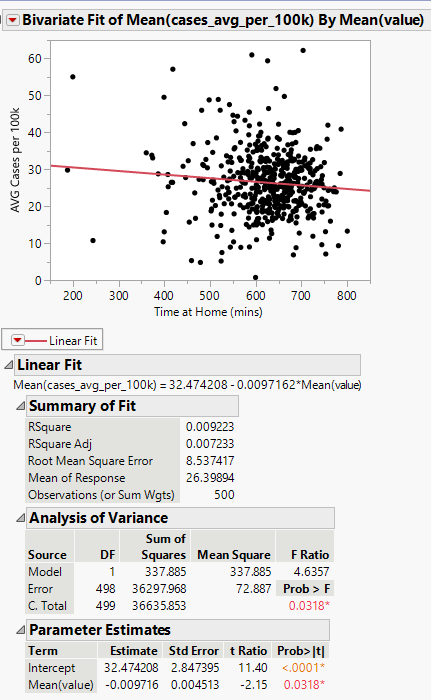 Bivariate Fit of Mean(cases_avg_per_100k) By Mean(value)
60
50
40
30
20
10
0
AVG Cases per 100k
200 300 400 500 600 700 800
Time at Home (mins)
Linear Fit
Linear Fit
Mean(cases_avg_per_100k) = 32.474208 - 0.0097162*Mean(value)
Summary of Fit
RSquare 0.009223
RSquare Adj 0.007233
Root Mean Square Error 8.537417
Mean of Response 26.39894
Observations (or Sum Wgts) 500
Analysis of Variance
Sum of
Source DF Squares Mean Square F Ratio
Model 1 337.885 337.885 4.6357
Error 498 36297.968 72.887 Prob > F
C. Total 499 36635.853 0.0318*
Parameter Estimates
Term Estimate Std Error t Ratio Prob>|t|
Intercept 32.474208 2.847395 11.40 <.0001*
Mean(value) -0.009716 0.004513 -2.15 0.0318*